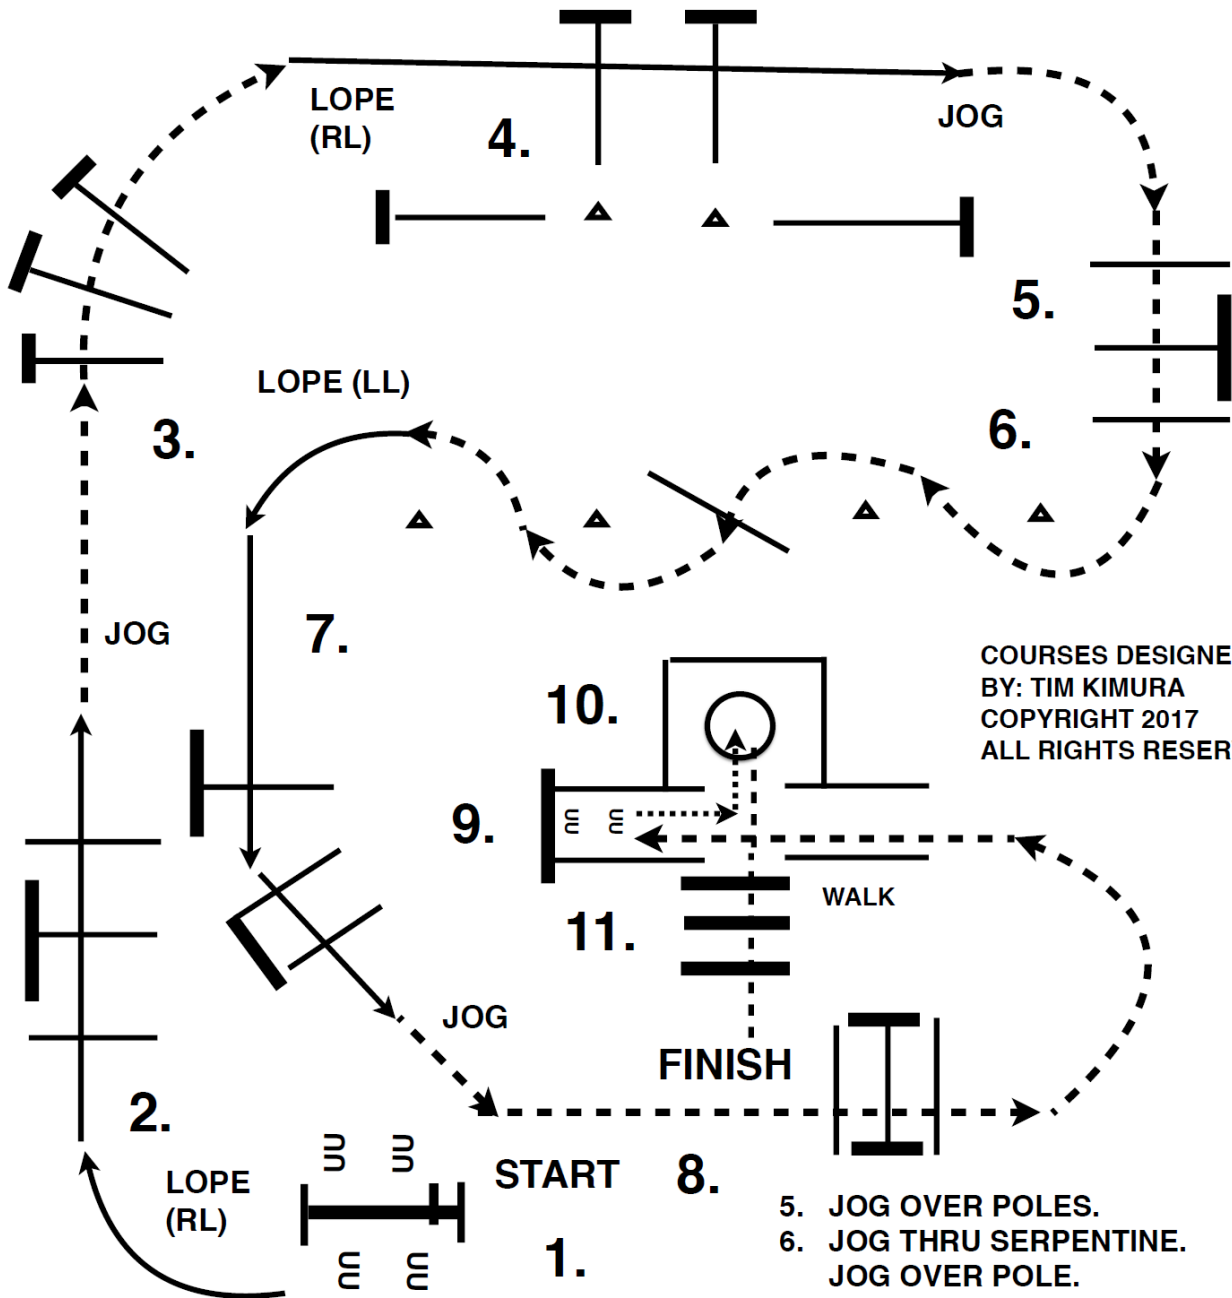 LOPE
(RL)
4.
JOG
5.
LOPE (LL)
3.
6.
JOG
7.
COURSES DESIGNE
BY: TIM KIMURA
COPYRIGHT 2017
ALL RIGHTS RESER
10.
9.
WALK
11.
JOG
FINISH
2.
LOPE
(RL)
START
8.
1.
5. JOG OVER POLES.
6. JOG THRU SERPENTINE.
JOG OVER POLE.